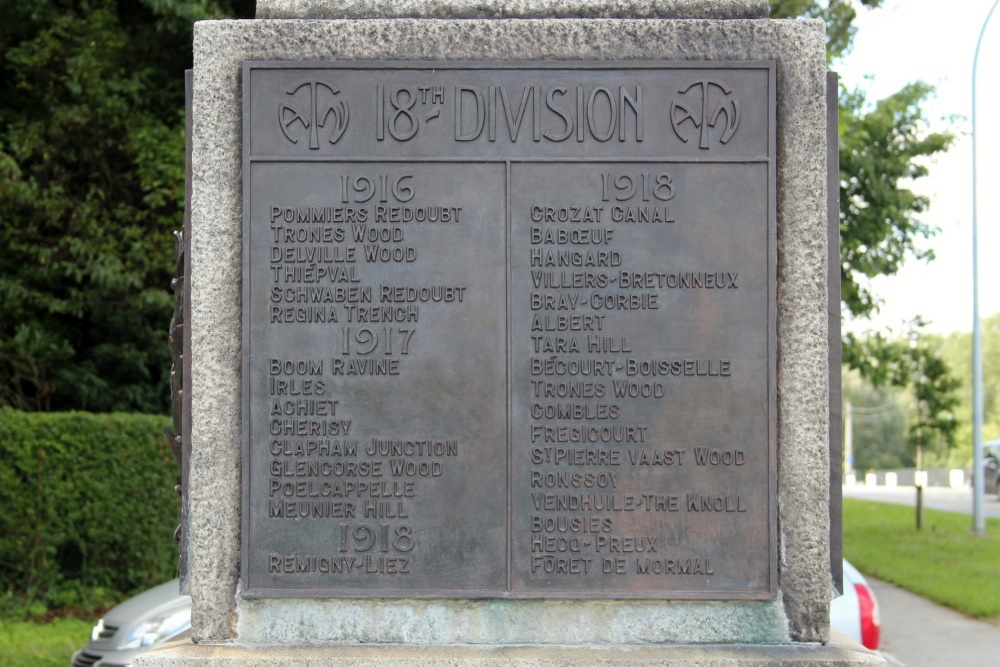 18TH DIVISION
1916
POMMIERS REDOUBT
TRONES WOOD
DELVILLE WOOD
THIÉPVAL
SCHWABEN REDOUBT
REGINA TRENCH
1917
BOOM RAVINE
IRLES
ACHIET
CHERISY
CLAPHAM JUNCTION
GLENCORSE WOOD
POELCAPPELLE
MEUNIER HILL
1918
REMIGNY-LIEZ
1918
CROZAT CANAL
BABŒUF
HANGARD
VILLERS-BRETONNEUX
BRAY-CORBIE
ALBERT
TARA HILL
BÉCOURT-BOISSELLE
TRONES WOOD
COMBLES
FREGICOURT
ST PIERRE VAAST WOOD
RONSSOY
VENDHUILE-THE KNOLL
BOUSIES
HECQ-PREUX
FÔRET DE MORMAL